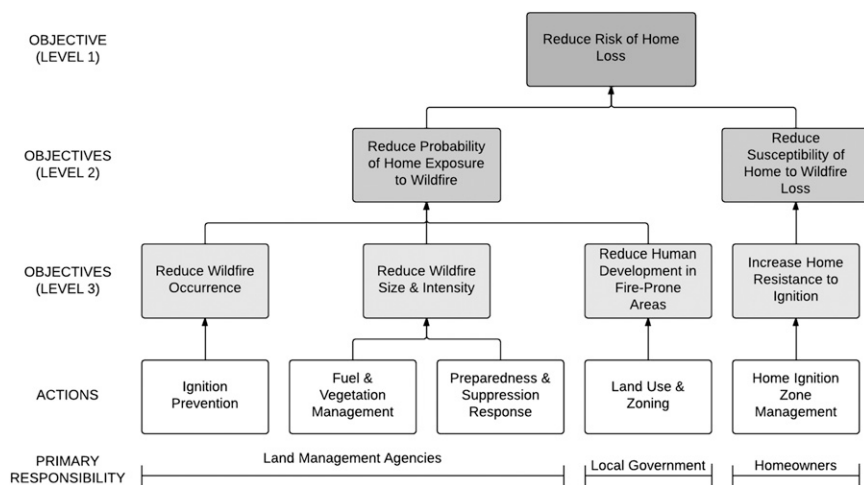 OBJECTIVE
(LEVEL 1)
Reduce Risk of Home
Loss
OBJECTIVES
(LEVEL 2)
Reduce Probability
of Home Exposure
to Wildfire
Reduce
Susceptibility of
Home to Wildfire
Loss
OBJECTIVES
(LEVEL 3)
Reduce Wildfire
Occurrence
Reduce Wildfire
Size & Intensity
Reduce Human
Development in
Fire-Prone
Areas
Increase Home
Resistance to
Ignition
ACTIONS
Ignition
Prevention
Fuel &
Vegetation
Management
Preparedness &
Suppression
Response
Land Use &
Zoning
Home Ignition
Zone
Management
PRIMARY
RESPONSIBILITY
Land Management Agencies
Local Government
Homeowners